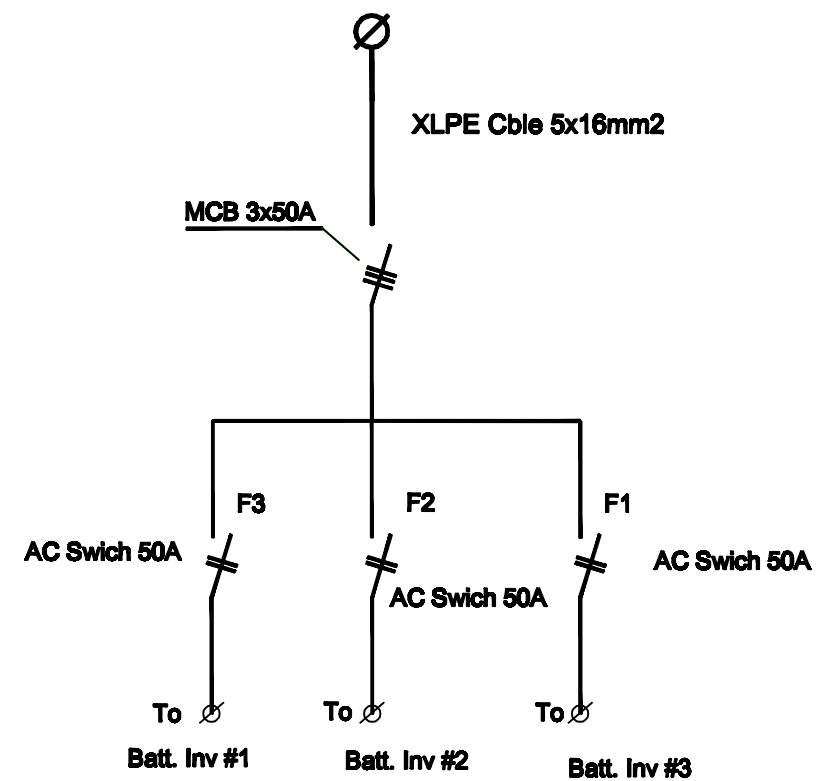 XLPE Cble 5x16mm2
MCB 3x50A
F3
F2
F1
AC Swich 50A
AC Swich 50A
AC Swich 50A
To
To
To
Batt. Inv #1
Batt. Inv #2
Batt. Inv #3